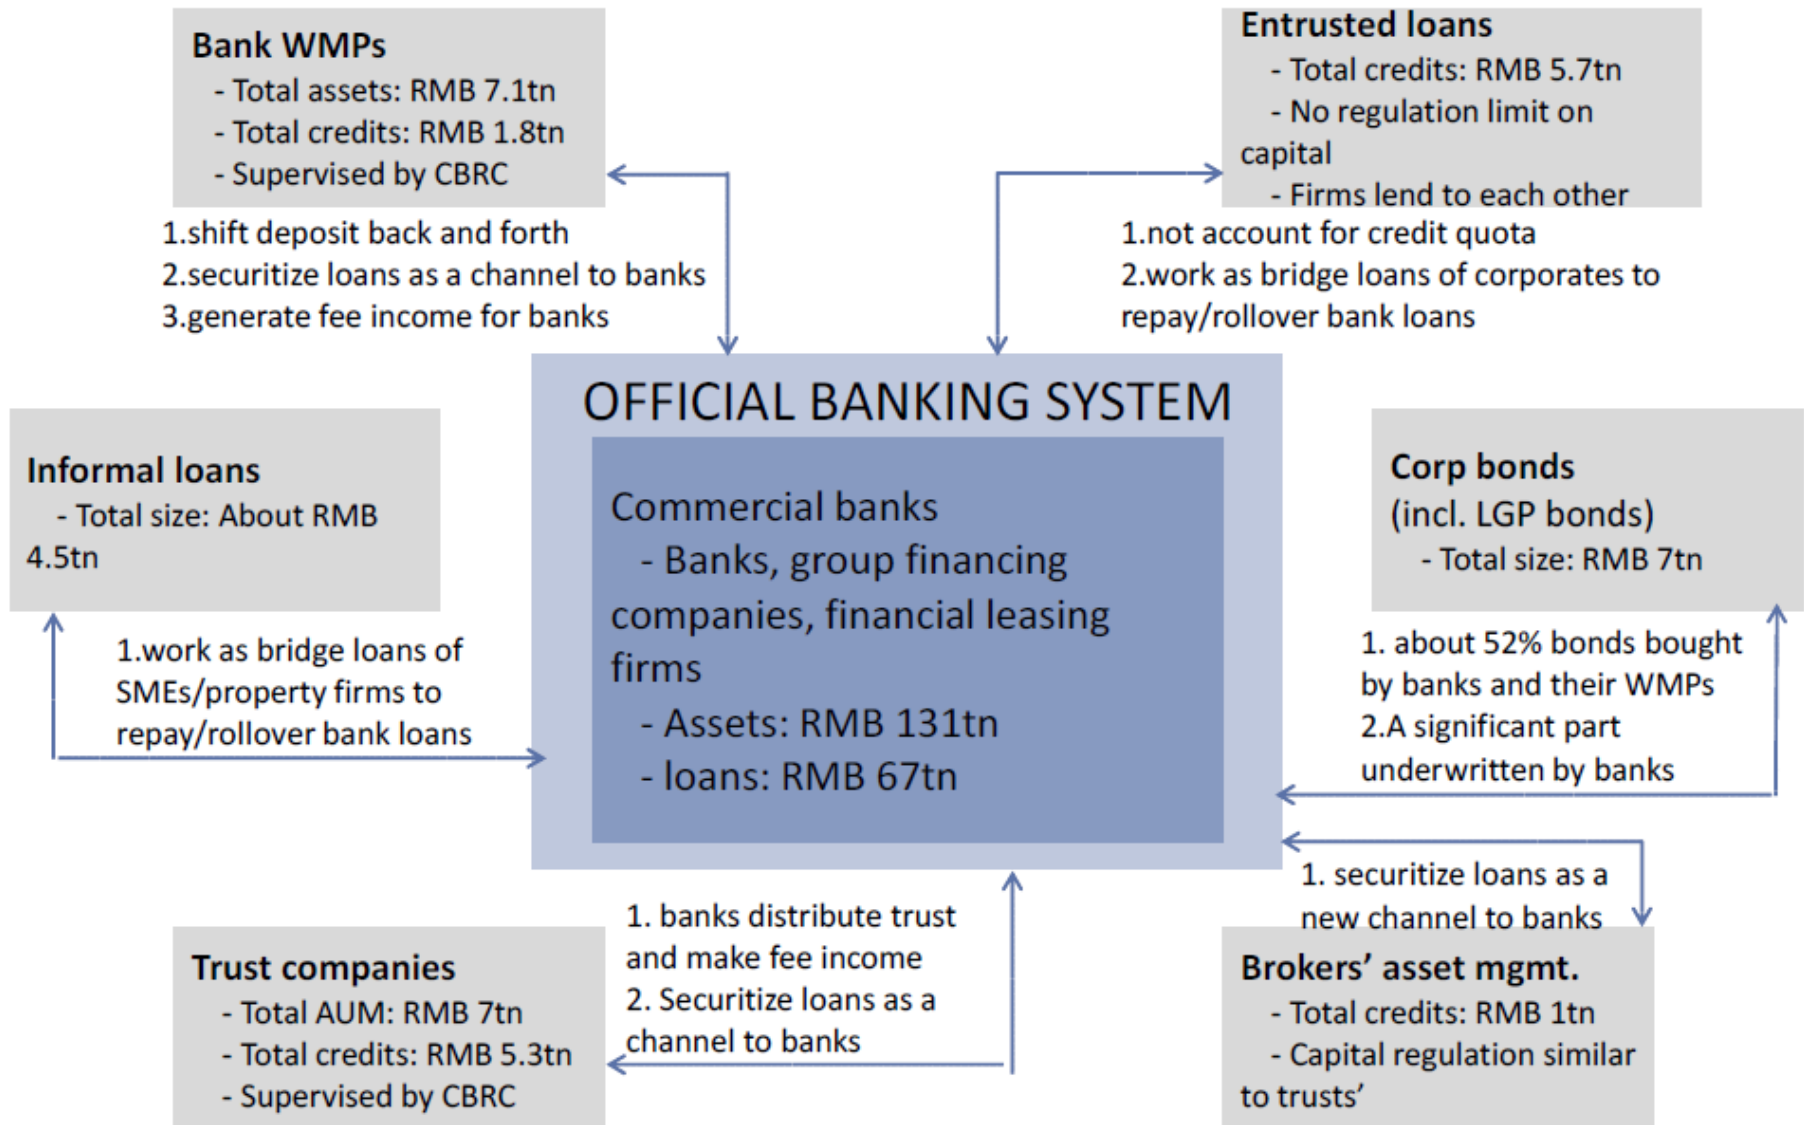 Bank WMPs
- Total assets: RMB 7.1tn
- Total credits: RMB 1.8tn
- Supervised by CBRC
1.shift deposit back and forth
2.securitize loans as a channel to banks
3.generate fee income for banks
Entrusted loans
- Total credits: RMB 5.7tn
- No regulation limit on
capital
- Firms lend to each other
1.not account for credit quota
2.work as bridge loans of corporates to
repay/rollover bank loans
OFFICIAL BANKING SYSTEM
Commercial banks
- Banks, group financing
companies, financial leasing
firms
- Assets: RMB 131tn
- loans: RMB 67tn
Informal loans
- Total size: About RMB
4.5tn
1.work as bridge loans of
SMEs/property firms to
repay/rollover bank loans
Corp bonds
(incl. LGP bonds)
- Total size: RMB 7tn
1. about 52% bonds bought
by banks and their WMPs
2.A significant part
underwritten by banks
Trust companies
- Total AUM: RMB 7tn
- Total credits: RMB 5.3tn
- Supervised by CBRC
1. banks distribute trust
and make fee income
2. Securitize loans as a
channel to banks
1. securitize loans as a
new channel to banks
Brokers’ asset mgmt.
- Total credits: RMB 1tn
- Capital regulation similar
to trusts’